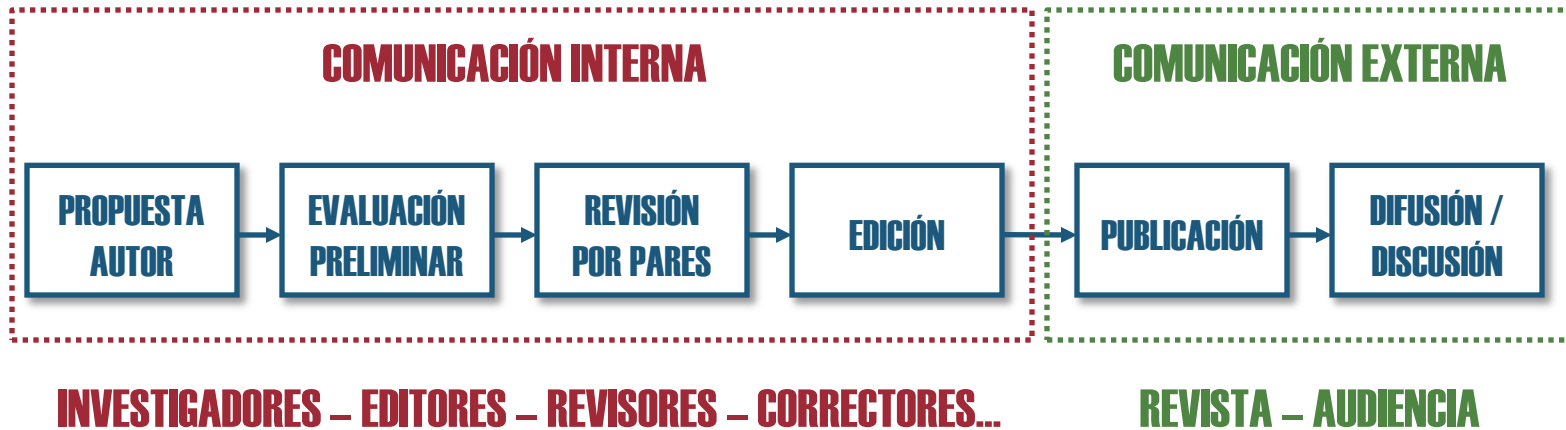 COMUNICACIÓN INTERNA
COMUNICACIÓN EXTERNA
PROPUESTA
AUTOR
EVALUACIÓN
PRELIMINAR
REVISIÓN
POR PARES
EDICIÓN
PUBLICACIÓN
DIFUSIÓN /
DISCUSIÓN
INVESTIGADORES – EDITORES – REVISORES – CORRECTORES...
REVISTA – AUDIENCIA